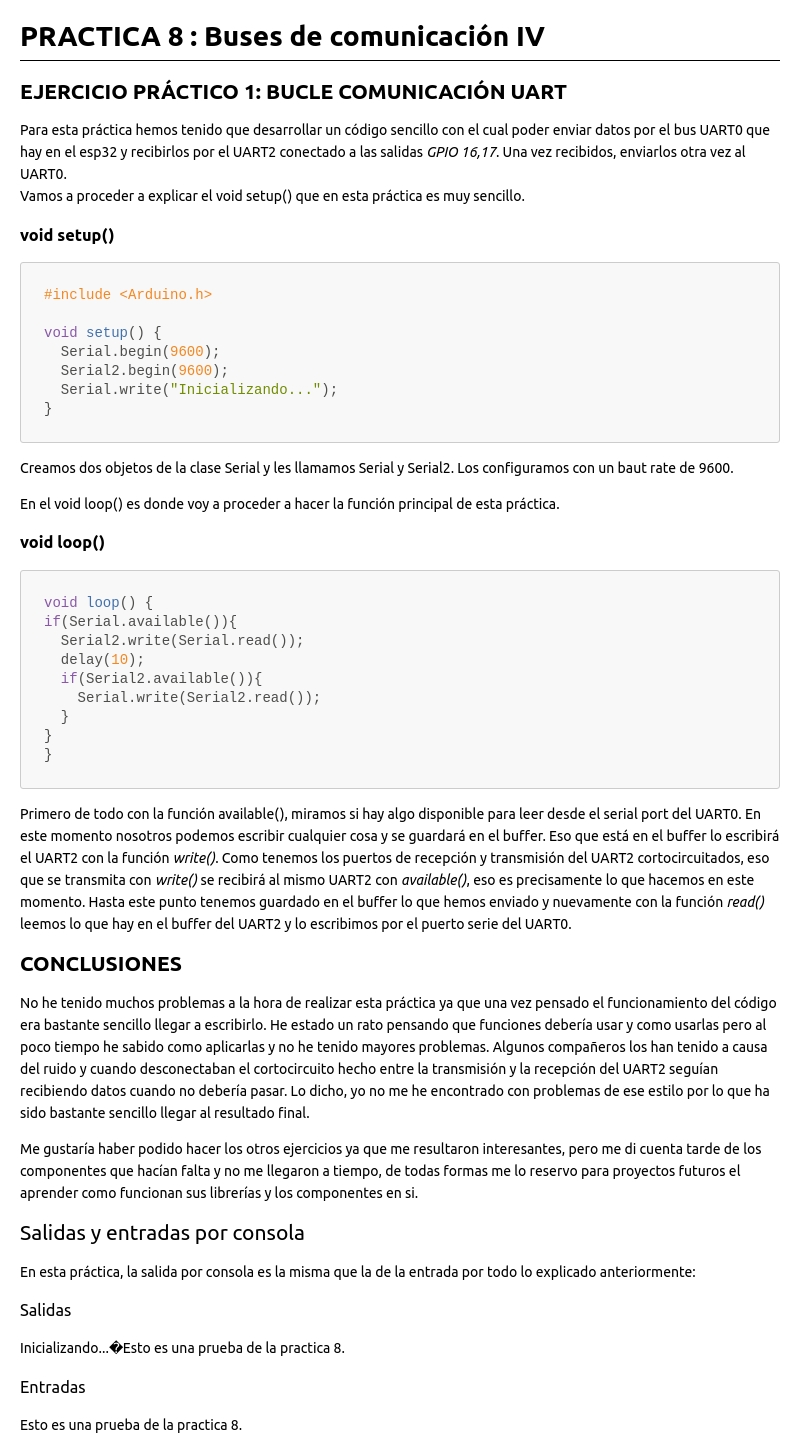 PRACTICA 8 : Buses de comunicación IV
EJERCICIO PRÁCTICO 1: BUCLE COMUNICACIÓN UART
Para esta práctica hemos tenido que desarrollar un código sencillo con el cual poder enviar datos por el bus UART0 que
hay en el esp32 y recibirlos por el UART2 conectado a las salidas GPIO 16,17. Una vez recibidos, enviarlos otra vez al
UART0.
Vamos a proceder a explicar el void setup() que en esta práctica es muy sencillo.
void setup()
#include <Arduino.h>
void setup() {
  Serial.begin(9600);
  Serial2.begin(9600);
  Serial.write("Inicializando...");
}
Creamos dos objetos de la clase Serial y les llamamos Serial y Serial2. Los configuramos con un baut rate de 9600.
En el void loop() es donde voy a proceder a hacer la función principal de esta práctica.
void loop()
void loop() {
if(Serial.available()){
  Serial2.write(Serial.read());
  delay(10);
  if(Serial2.available()){
    Serial.write(Serial2.read());
  }
}
}
Primero de todo con la función available(), miramos si hay algo disponible para leer desde el serial port del UART0. En
este momento nosotros podemos escribir cualquier cosa y se guardará en el buffer. Eso que está en el buffer lo escribirá
el UART2 con la función write(). Como tenemos los puertos de recepción y transmisión del UART2 cortocircuitados, eso
que se transmita con write() se recibirá al mismo UART2 con available(), eso es precisamente lo que hacemos en este
momento. Hasta este punto tenemos guardado en el buffer lo que hemos enviado y nuevamente con la función read()
leemos lo que hay en el buffer del UART2 y lo escribimos por el puerto serie del UART0.
CONCLUSIONES
No he tenido muchos problemas a la hora de realizar esta práctica ya que una vez pensado el funcionamiento del código
era bastante sencillo llegar a escribirlo. He estado un rato pensando que funciones debería usar y como usarlas pero al
poco tiempo he sabido como aplicarlas y no he tenido mayores problemas. Algunos compañeros los han tenido a causa
del ruido y cuando desconectaban el cortocircuito hecho entre la transmisión y la recepción del UART2 seguían
recibiendo datos cuando no debería pasar. Lo dicho, yo no me he encontrado con problemas de ese estilo por lo que ha
sido bastante sencillo llegar al resultado final.
Me gustaría haber podido hacer los otros ejercicios ya que me resultaron interesantes, pero me di cuenta tarde de los
componentes que hacían falta y no me llegaron a tiempo, de todas formas me lo reservo para proyectos futuros el
aprender como funcionan sus librerías y los componentes en si.
Salidas y entradas por consola
En esta práctica, la salida por consola es la misma que la de la entrada por todo lo explicado anteriormente:
Salidas
Inicializando...�Esto es una prueba de la practica 8.
Entradas
Esto es una prueba de la practica 8.